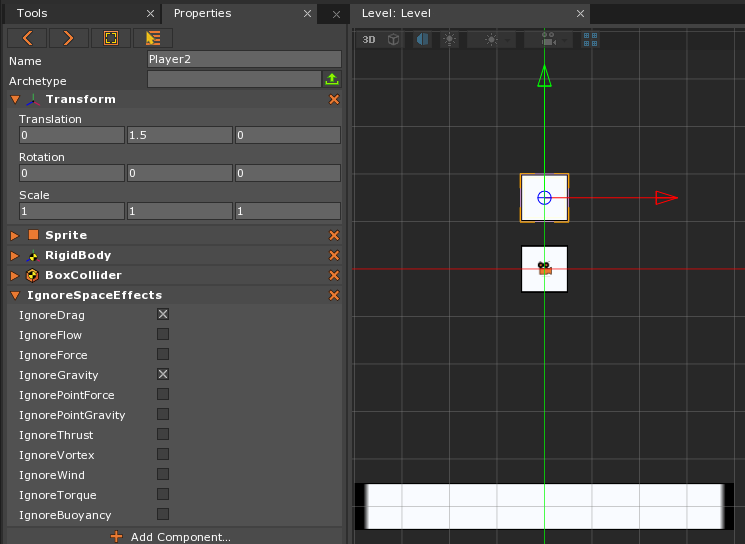 Tools
Properties
Level: Level
3D
Name
Player2
Archetype
Transform
Translation
0
1.5
0
Rotation
0
0
0
Scale
1
1
1
Sprite
RigidBody
BoxCollider
IgnoreSpaceEffects
IgnoreDrag
IgnoreFlow
IgnoreForce
IgnoreGravity
IgnorePointForce
IgnorePointGravity
IgnoreThrust
IgnoreVortex
IgnoreWind
IgnoreTorque
IgnoreBuoyancy
Add Component...